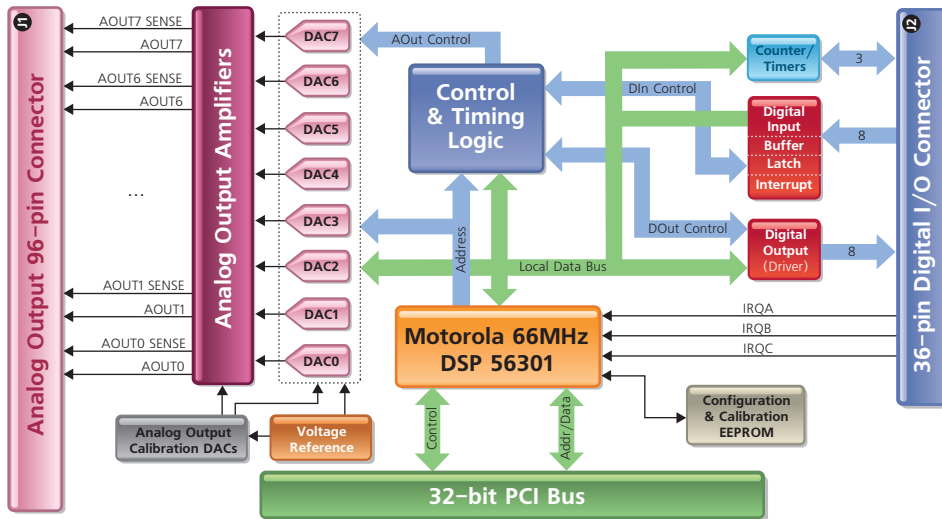 J1
Analog Output 96-pin Connector
AOUT7 SENSE
AOUT7
AOUT6 SENSE
AOUT6
...
AOUT1 SENSE
AOUT1
AOUT0 SENSE
AOUT0
Analog Output Amplifiers
DAC7
DAC6
DAC5
DAC4
DAC3
DAC2
DAC1
DAC0
Analog Output
Calibration DACs
Voltage
Reference
AOut Control
Control
& Timing
Logic
DIn Control
DOut Control
Address
Local Data Bus
Motorola 66MHz
DSP 56301
Control
Addr/Data
32-bit PCI Bus
Counter/
Timers
3
Digital
Input
Buffer
Latch
Interrupt
8
Digital
Output
(Driver)
8
IRQA
IRQB
IRQC
Configuration
& Calibration
EEPROM
J2
36-pin Digital I/O Connector